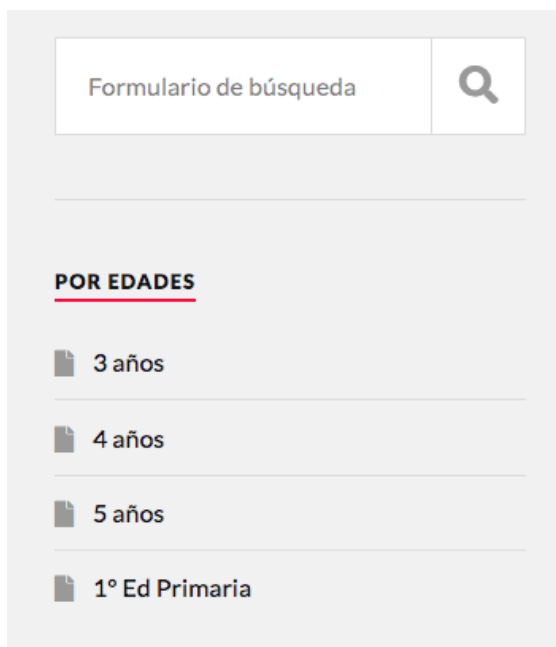 Formulario de búsqueda
POR EDADES
3 años
4 años
5 años
1º Ed Primaria